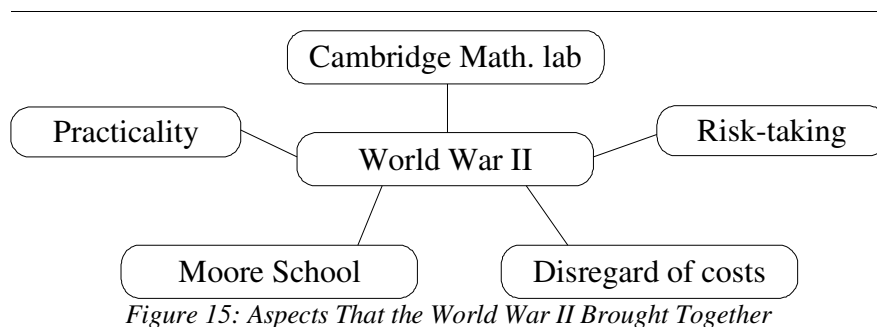 Cambridge Math. lab
Practicality
Risk-taking
World War II
Moore School
Disregard of costs
Figure 15: Aspects That the World War II Brought Together